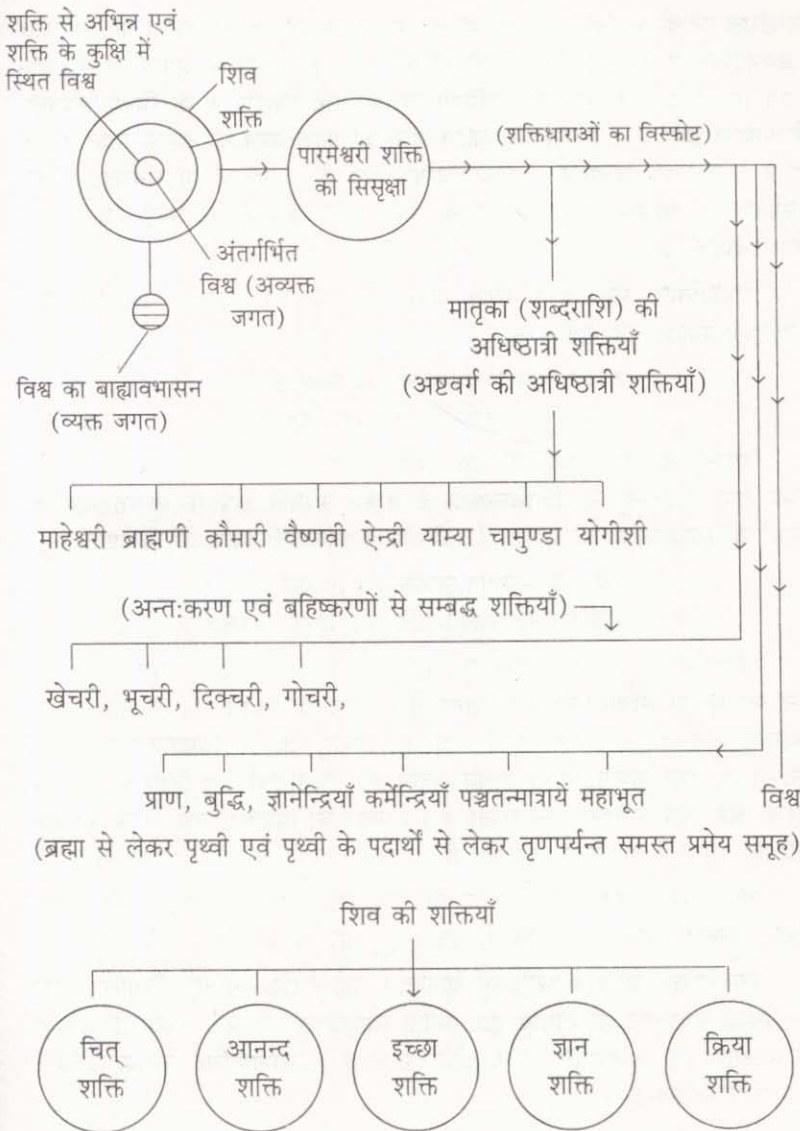 शक्ति से अभिन्न एवं
शक्ति के कुक्षि में
स्थित विश्व
शिव
शक्ति
पारमेश्वरी शक्ति
की सिसृक्षा
(शक्तिधाराओं का विस्फोट)
अंतर्गर्भित
विश्व (अव्यक्त
जगत)
विश्व का बाह्यावभासन
(व्यक्त जगत)
मातृका (शब्दराशि) की
अधिष्ठात्री शक्तियाँ
(अष्टवर्ग की अधिष्ठात्री शक्तियाँ)
माहेश्वरी ब्राह्मणी कौमारी वैष्णवी ऐन्द्री याम्या चामुण्डा योगीशी
(अन्त:करण एवं बहिष्करणों से सम्बद्ध शक्तियाँ)
खेचरी, भूचरी, दिक्चरी, गोचरी,
प्राण, बुद्धि, ज्ञानेन्द्रियाँ कर्मेन्द्रियाँ पञ्चतन्मात्रायें महाभूत विश्व
(ब्रह्मा से लेकर पृथ्वी एवं पृथ्वी के पदार्थों से लेकर तृणपर्यन्त समस्त प्रमेय समूह)
शिव की शक्तियाँ
चित् शक्ति
आनन्द शक्ति
इच्छा शक्ति
ज्ञान शक्ति
क्रिया शक्ति